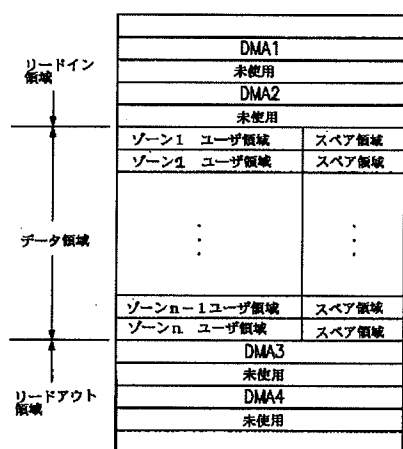 DMA1
リードイン
領域
未使用
DMA2
未使用
ゾーン1 ユーザ領域 スペア領域
ゾーン2 ユーザ領域 スペア領域
データ領域
ゾーンn-1ユーザ領域 スペア領域
ゾーンn ユーザ領域 スペア領域
DMA3
未使用
リードアウト
領域
DMA4
未使用